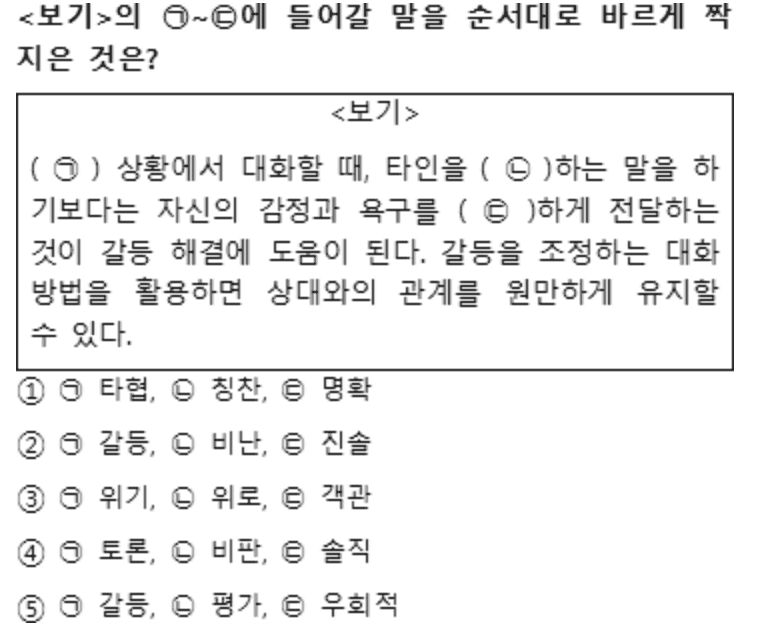 <보기>의 ㉠~㉢에 들어갈 말을 순서대로 바르게 짝
지은 것은?
<보기>
( ㉠ ) 상황에서 대화할 때, 타인을 ( ㉡ )하는 말을 하
기보다는 자신의 감정과 욕구를 ( ㉢ )하게 전달하는
것이 갈등 해결에 도움이 된다. 갈등을 조정하는 대화
방법을 활용하면 상대와의 관계를 원만하게 유지할
수 있다.
① ㉠ 타협, ㉡ 칭찬, ㉢ 명확
② ㉠ 갈등, ㉡ 비난, ㉢ 진솔
③ ㉠ 위기, ㉡ 위로, ㉢ 객관
④ ㉠ 토론, ㉡ 비판, ㉢ 솔직
⑤ ㉠ 갈등, ㉡ 평가, ㉢ 우회적